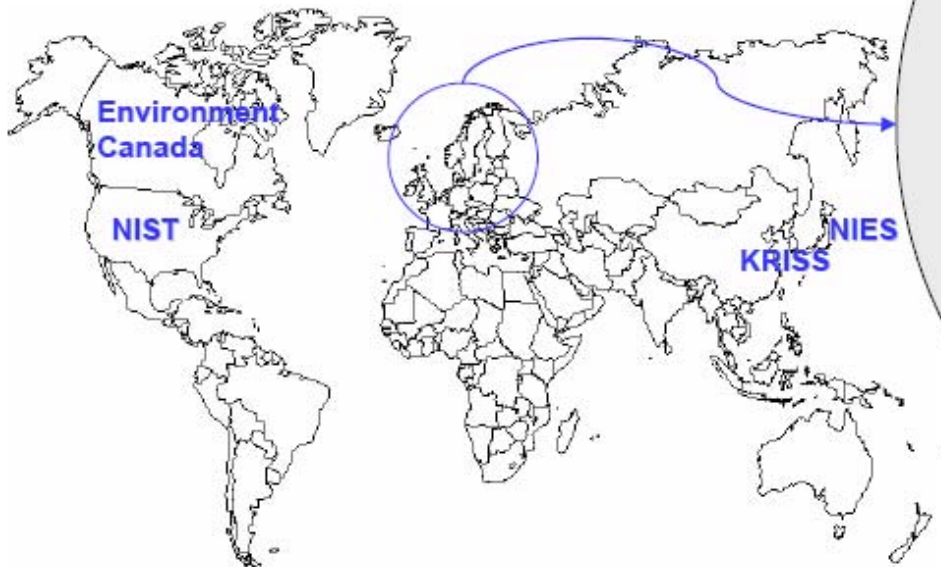 Environment
Canada
NIST
NIES
KRISS